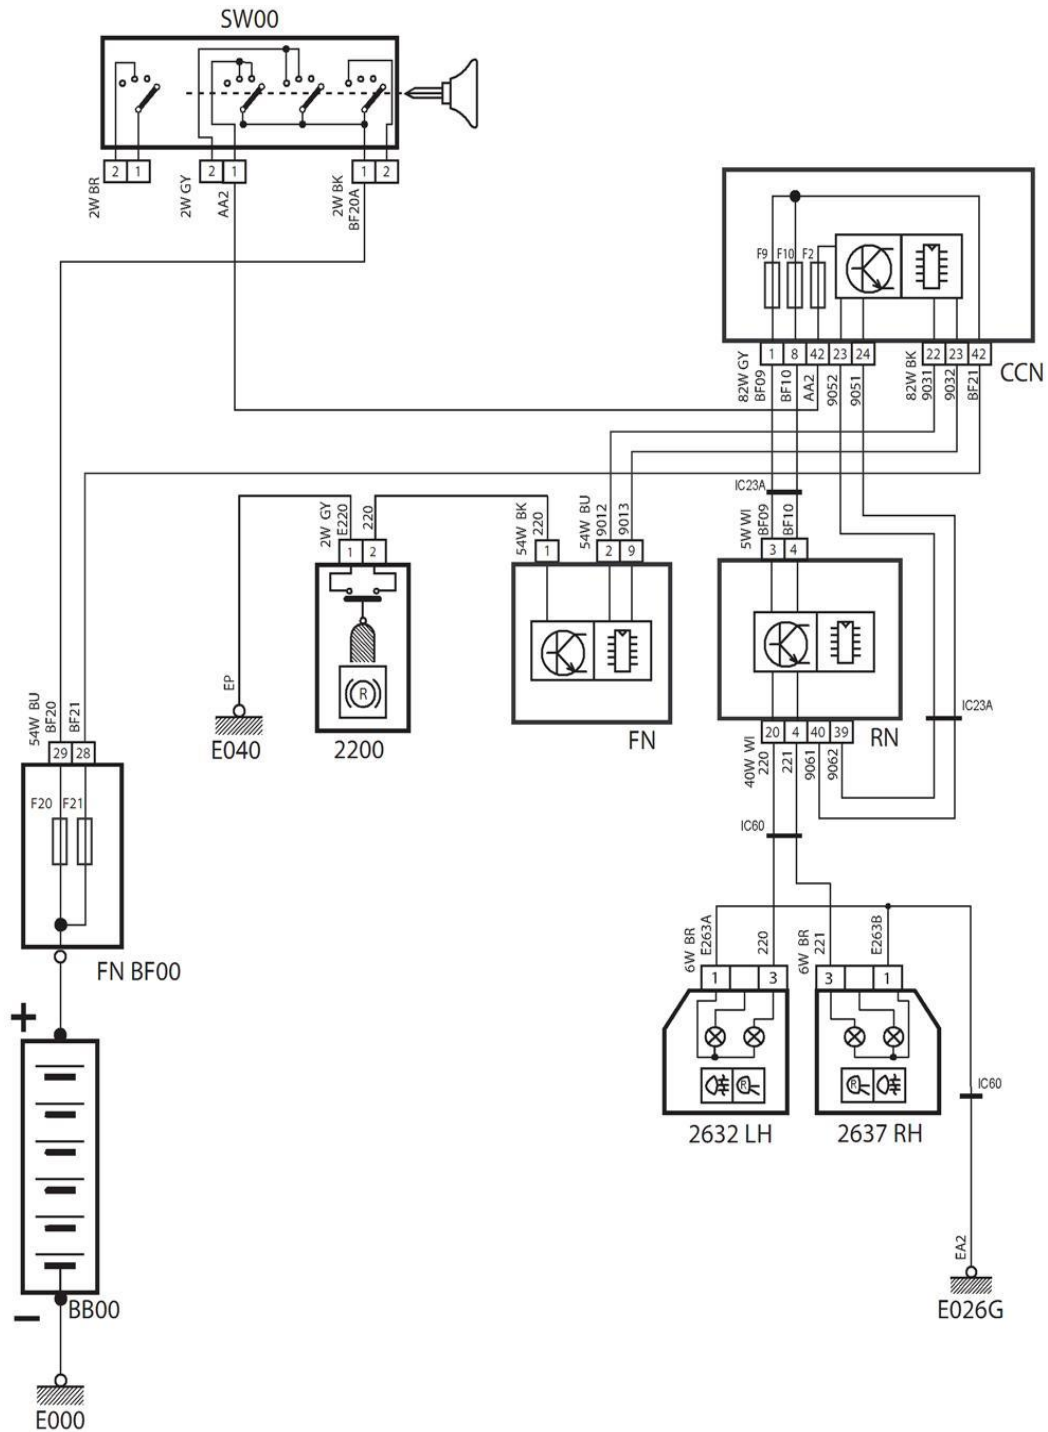 SW00
2 1
2 1
1 2
2W BR
2W GY
AA2
2W BK
BF20A
F9
F10
F2
1 8 42 23 24
22 23 42
CCN
82W GY
BF09
BF10
AA2
9052
9051
82W BK
9031
9032
BF21
IC23A
2W GY
E220
220
54W BK
220
54W BU
9012
9013
5W WI
BF09
BF10
1 2
1
2 9
3 4
R
EP
E040
2200
FN
RN
IC23A
20 4 40 39
40W WI
220
221
9061
9062
54W BU
BF20
BF21
29 28
F20
F21
FN BF00
IC60
6W BR
E263A
220
6W BR
221
E263B
1 3
3 1
R
R
2632 LH
2637 RH
IC60
EA2
E026G
+
BB00
–
E000